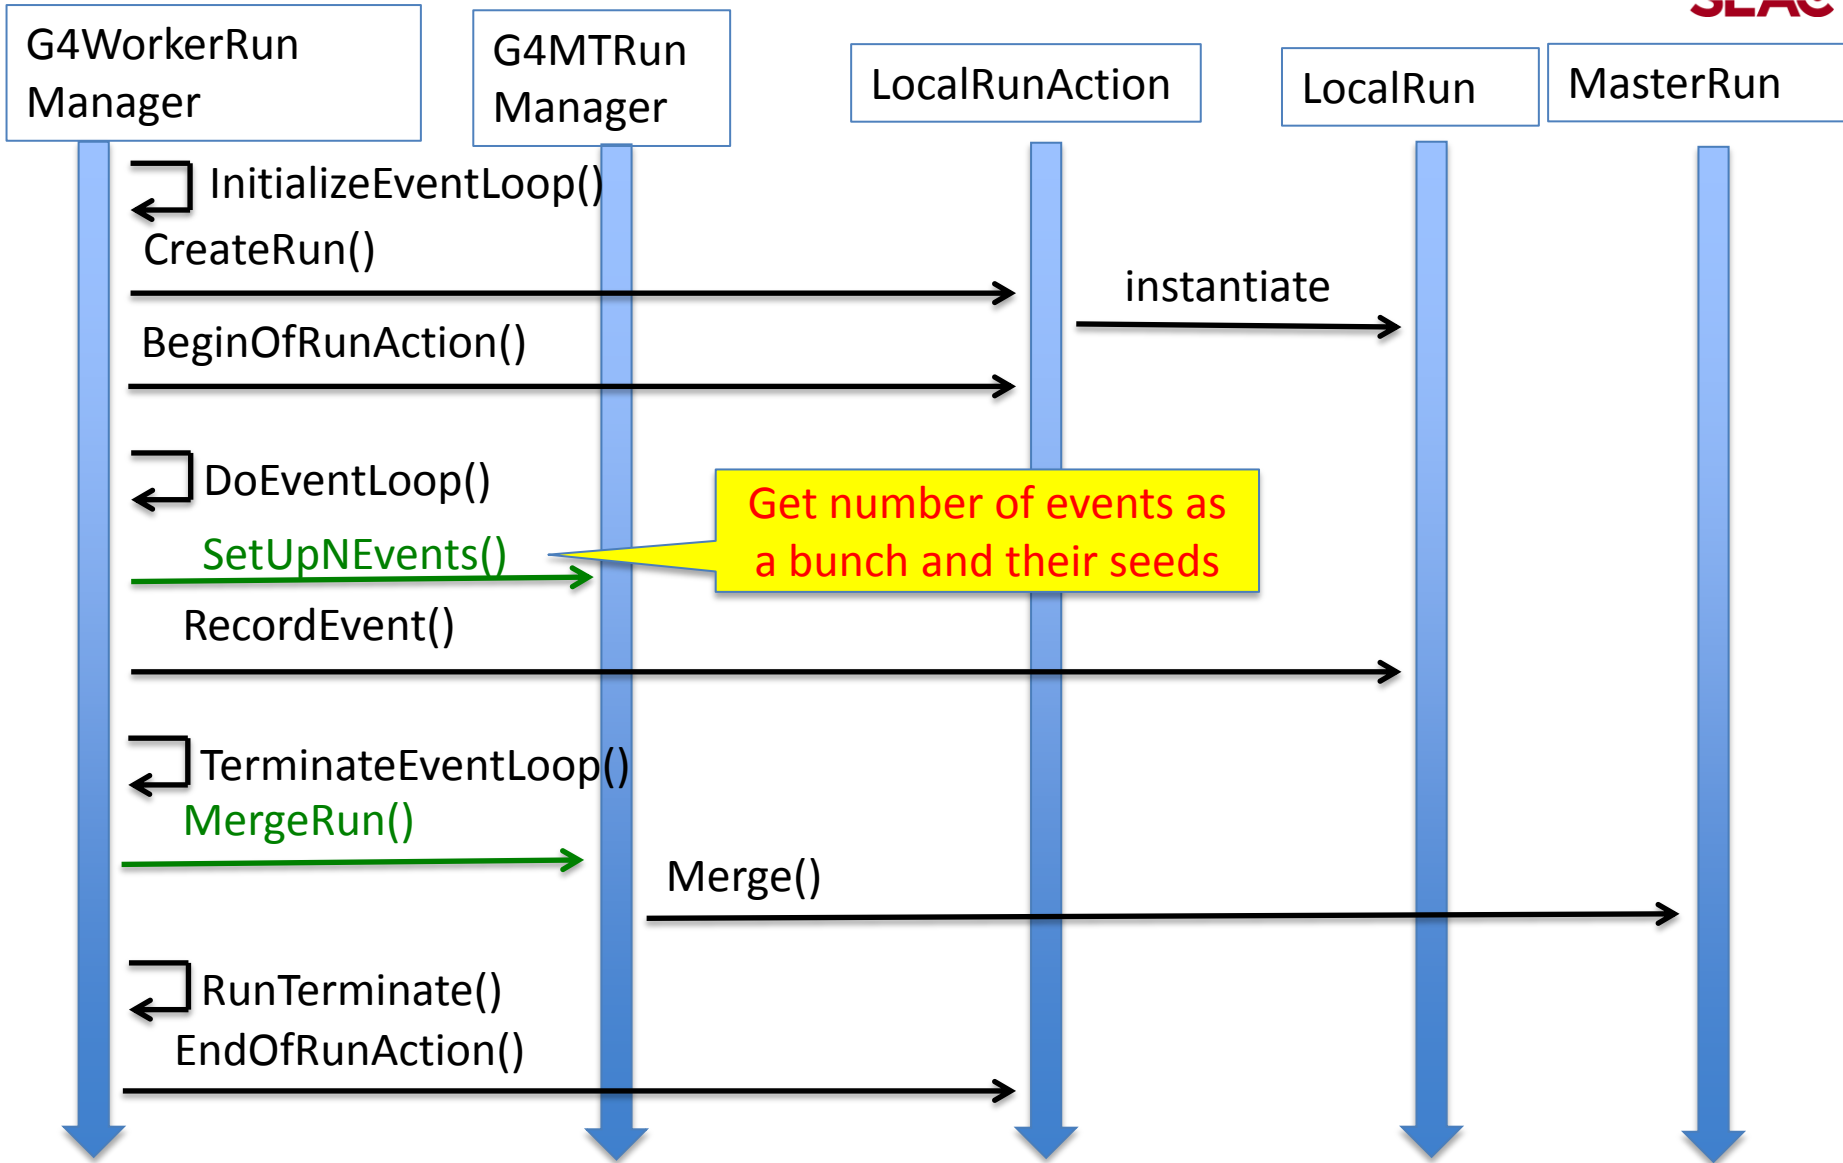 SLAC
G4WorkerRun
Manager
G4MTRun
Manager
LocalRunAction
LocalRun
MasterRun
InitializeEventLoop()
CreateRun()
instantiate
BeginOfRunAction()
DoEventLoop()
Get number of events as
a bunch and their seeds
SetUpNEvents()
RecordEvent()
TerminateEventLoop()
MergeRun()
Merge()
RunTerminate()
EndOfRunAction()